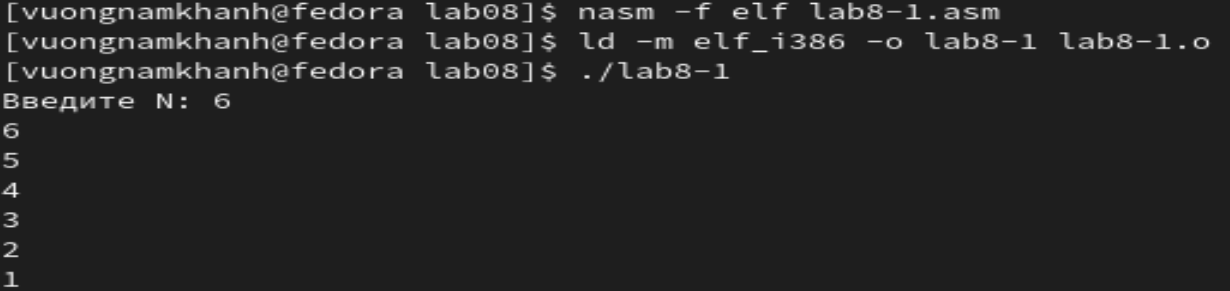 [vuongnamkhanh@fedora lab08]$ nasm -f elf lab8-1.asm
[vuongnamkhanh@fedora lab08]$ ld -m elf_i386 -o lab8-1 lab8-1.o
[vuongnamkhanh@fedora lab08]$ ./lab8-1
Введите N: 6
6
5
4
3
2
1